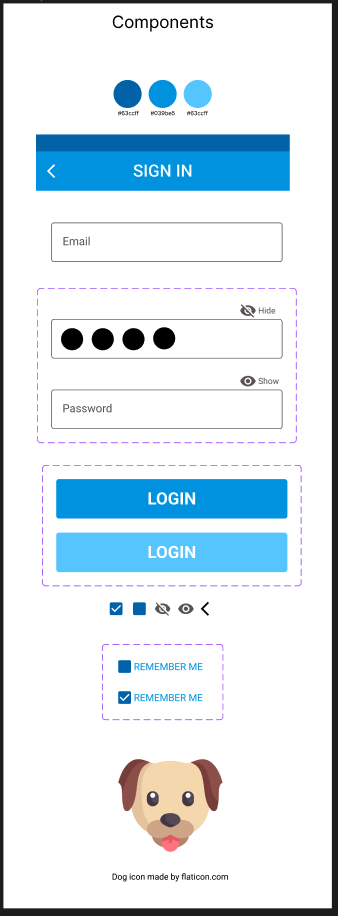 Components
#63ccff #039be5 #63ccff
SIGN IN
Email
Hide
Show
Password
LOGIN
LOGIN
REMEMBER ME
REMEMBER ME
Dog icon made by flaticon.com